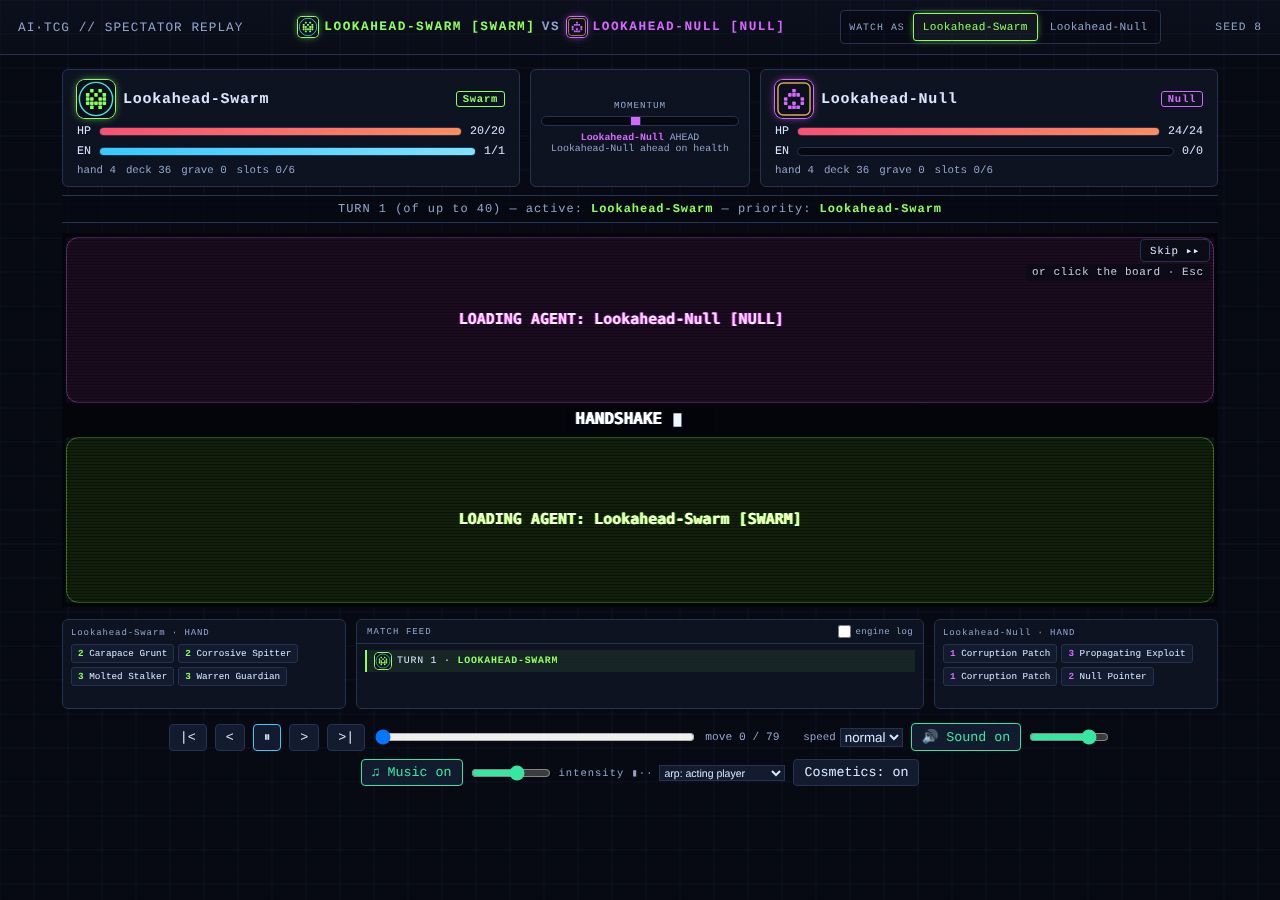 AI·TCG // SPECTATOR REPLAY
LOOKAHEAD-SWARM [SWARM] VS LOOKAHEAD-NULL [NULL]
WATCH AS Lookahead-Swarm Lookahead-Null
SEED 8
Lookahead-Swarm Swarm
HP 20/20
EN 1/1
hand 4 deck 36 grave 0 slots 0/6
MOMENTUM
Lookahead-Null AHEAD
Lookahead-Null ahead on health
Lookahead-Null Null
HP 24/24
EN 0/0
hand 4 deck 36 grave 0 slots 0/6
TURN 1 (of up to 40) — active: Lookahead-Swarm — priority: Lookahead-Swarm
Skip ▸▸
or click the board · Esc
LOADING AGENT: Lookahead-Null [NULL]
HANDSHAKE
LOADING AGENT: Lookahead-Swarm [SWARM]
Lookahead-Swarm · HAND
2 Carapace Grunt 2 Corrosive Spitter
3 Molted Stalker 3 Warren Guardian
MATCH FEED engine log
TURN 1 · LOOKAHEAD-SWARM
Lookahead-Null · HAND
1 Corruption Patch 3 Propagating Exploit
1 Corruption Patch 2 Null Pointer
|< < ⏸ > >| move 0 / 79 speed normal 🔊 Sound on
♫ Music on intensity ▮·· arp: acting player Cosmetics: on